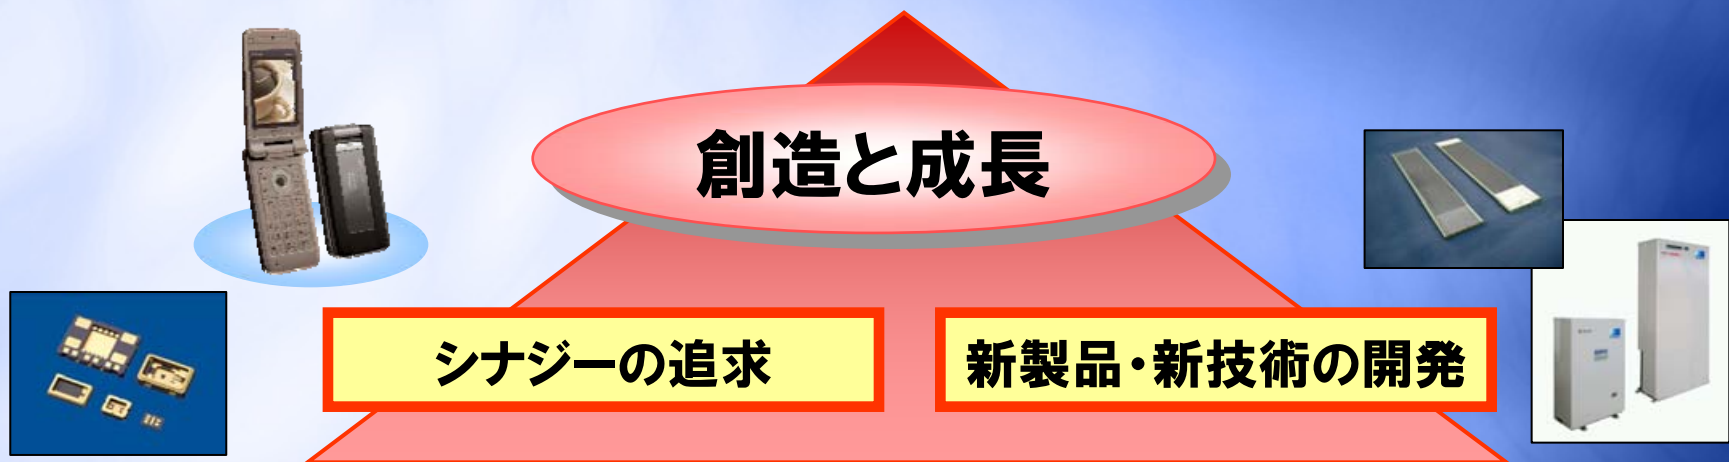 創造と成長
シナジーの追求
新製品・新技術の開発